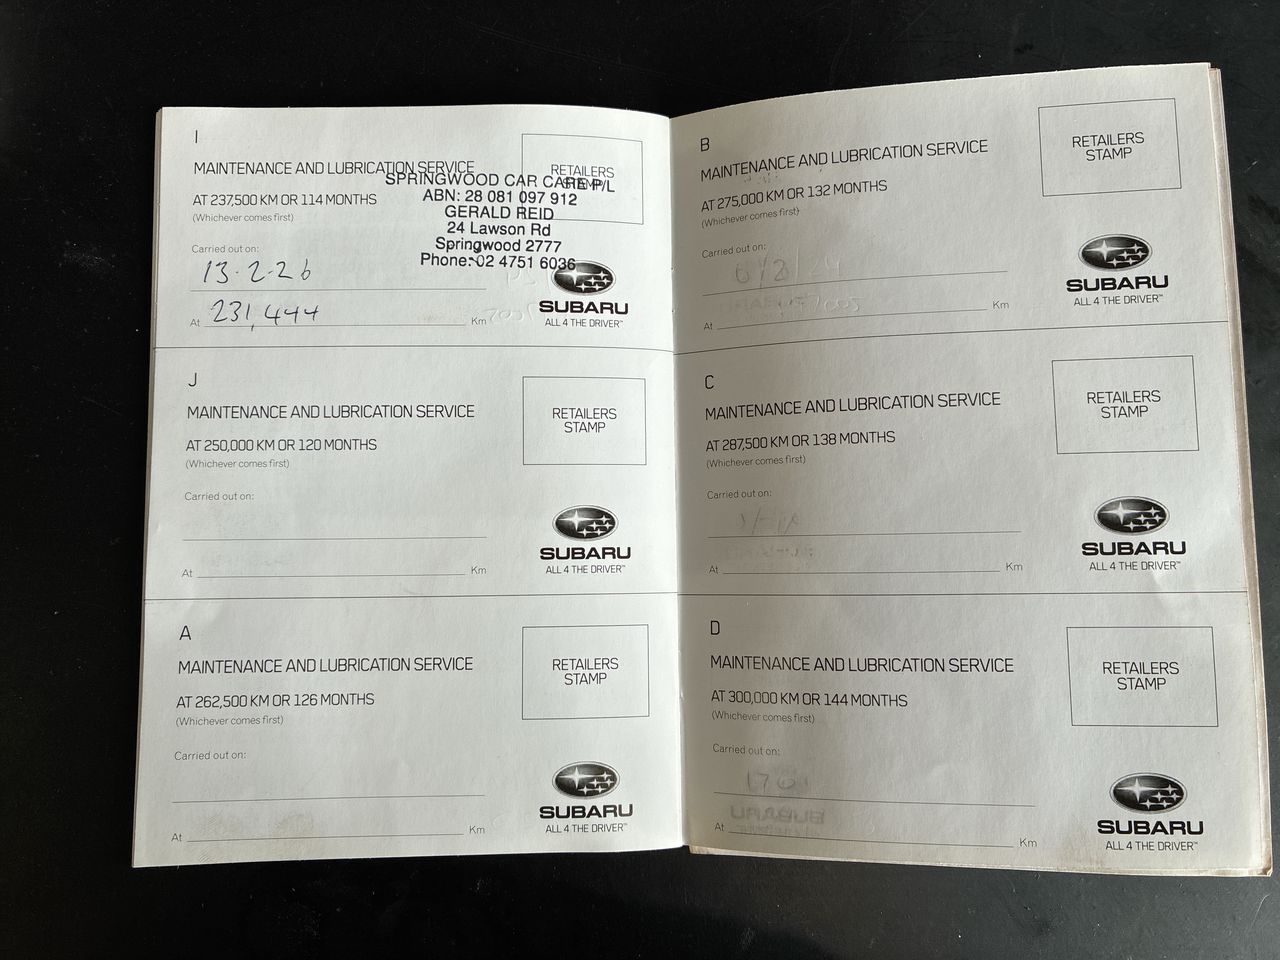 I
MAINTENANCE AND LUBRICATION SERVICE
RETAILERS
STAMP
SPRINGWOOD CAR CARE P/L
AT 237,500 KM OR 114 MONTHS
ABN: 28 081 097 912
(Whichever comes first)
GERALD REID
24 Lawson Rd
Carried out on:
Springwood 2777
Phone: 02 4751 6036
13-2-26
SUBARU
At 231,444 Km
ALL 4 THE DRIVER™
J
MAINTENANCE AND LUBRICATION SERVICE
RETAILERS
STAMP
AT 250,000 KM OR 120 MONTHS
(Whichever comes first)
Carried out on:
SUBARU
At Km
ALL 4 THE DRIVER™
A
MAINTENANCE AND LUBRICATION SERVICE
RETAILERS
STAMP
AT 262,500 KM OR 126 MONTHS
(Whichever comes first)
Carried out on:
SUBARU
At Km
ALL 4 THE DRIVER™
B
MAINTENANCE AND LUBRICATION SERVICE
RETAILERS
STAMP
AT 275,000 KM OR 132 MONTHS
(Whichever comes first)
Carried out on:
SUBARU
ALL 4 THE DRIVER™
At Km
C
MAINTENANCE AND LUBRICATION SERVICE
RETAILERS
STAMP
AT 287,500 KM OR 138 MONTHS
(Whichever comes first)
Carried out on:
SUBARU
At Km
ALL 4 THE DRIVER™
D
MAINTENANCE AND LUBRICATION SERVICE
RETAILERS
STAMP
AT 300,000 KM OR 144 MONTHS
(Whichever comes first)
Carried out on:
SUBARU
At Km
ALL 4 THE DRIVER™